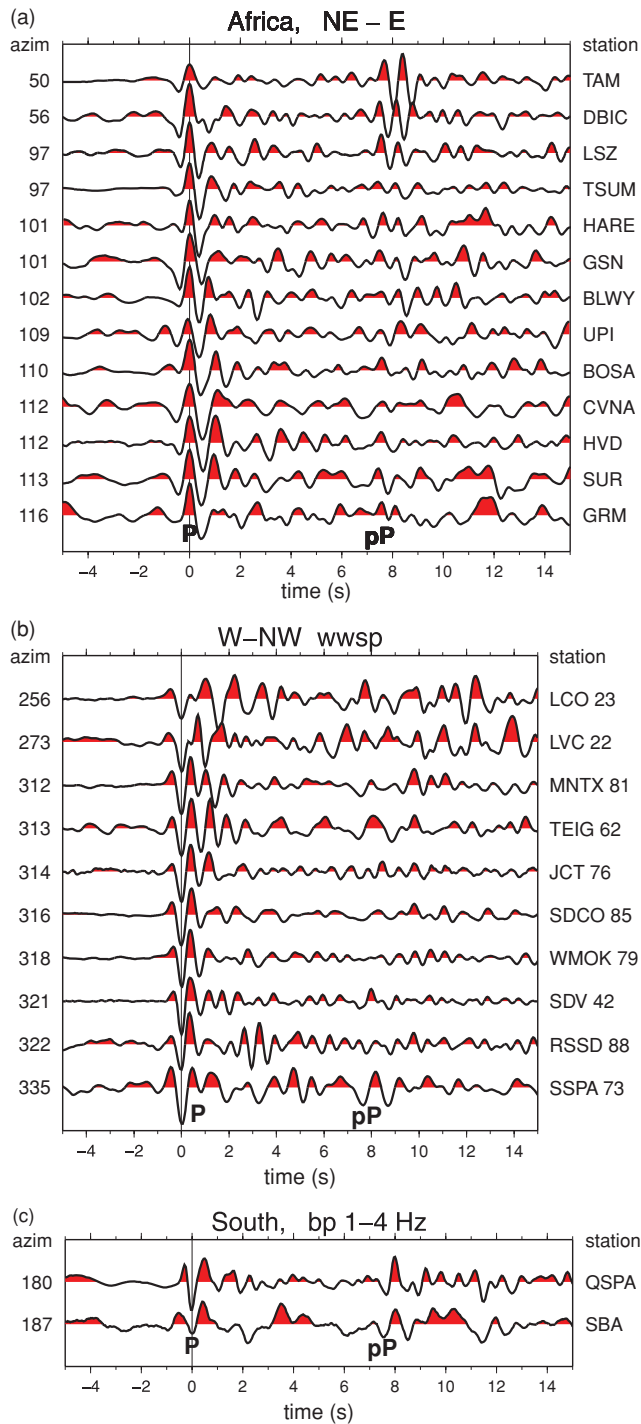 (a) Africa, NE – E
azim station
50 TAM
56 DBIC
97 LSZ
97 TSUM
101 HARE
101 GSN
102 BLWY
109 UPI
110 BOSA
112 CVNA
112 HVD
113 SUR
116 GRM
P pP
−4 −2 0 2 4 6 8 10 12 14
time (s)
(b) W–NW wwsp
azim station
256 LCO 23
273 LVC 22
312 MNTX 81
313 TEIG 62
314 JCT 76
316 SDCO 85
318 WMOK 79
321 SDV 42
322 RSSD 88
335 SSPA 73
P pP
−4 −2 0 2 4 6 8 10 12 14
time (s)
(c) South, bp 1–4 Hz
azim station
180 QSPA
187 SBA
P pP
−4 −2 0 2 4 6 8 10 12 14
time (s)